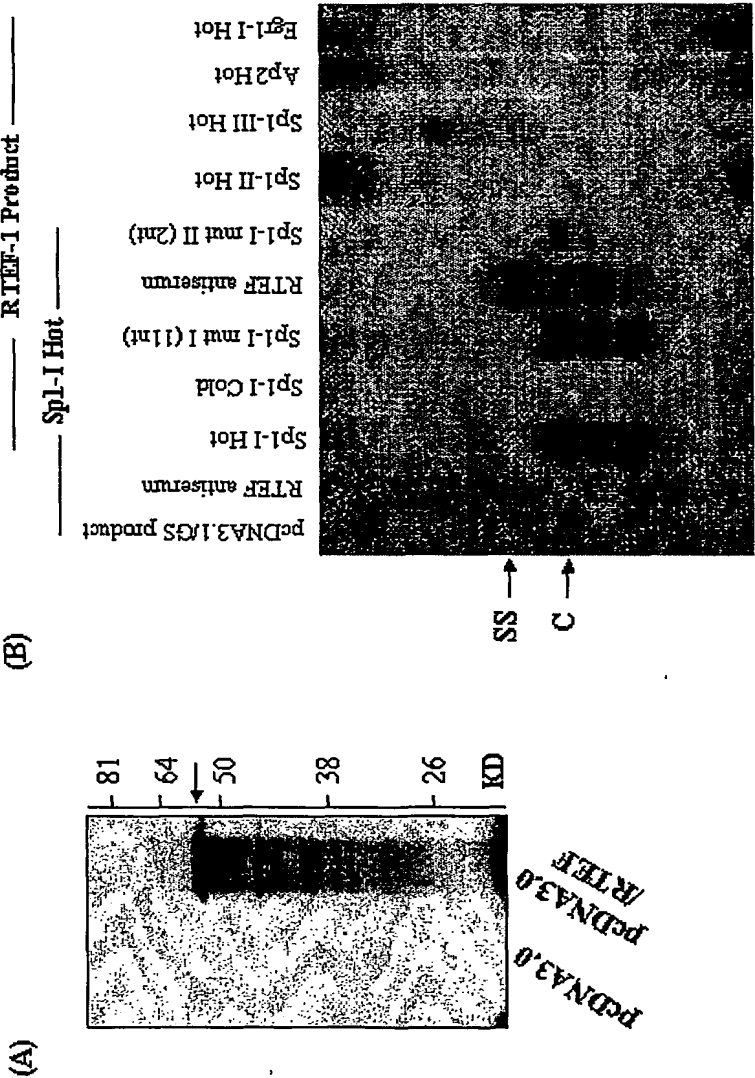 (A)
81
64
50
38
26
KD
pcDNA3.0
pcDNA3.0
/RTEF
(B)
RTEF-1 Product
Sp1-I Hot
pcDNA3.1/GS product
RTEF antiserum
Sp1-I Hot
Sp1-I Cold
Sp1-I mut I (11nt)
RTEF antiserum
Sp1-I mut II (2nt)
Sp1-II Hot
Sp1-III Hot
Ap2 Hot
Egr1-I Hot
SS
C